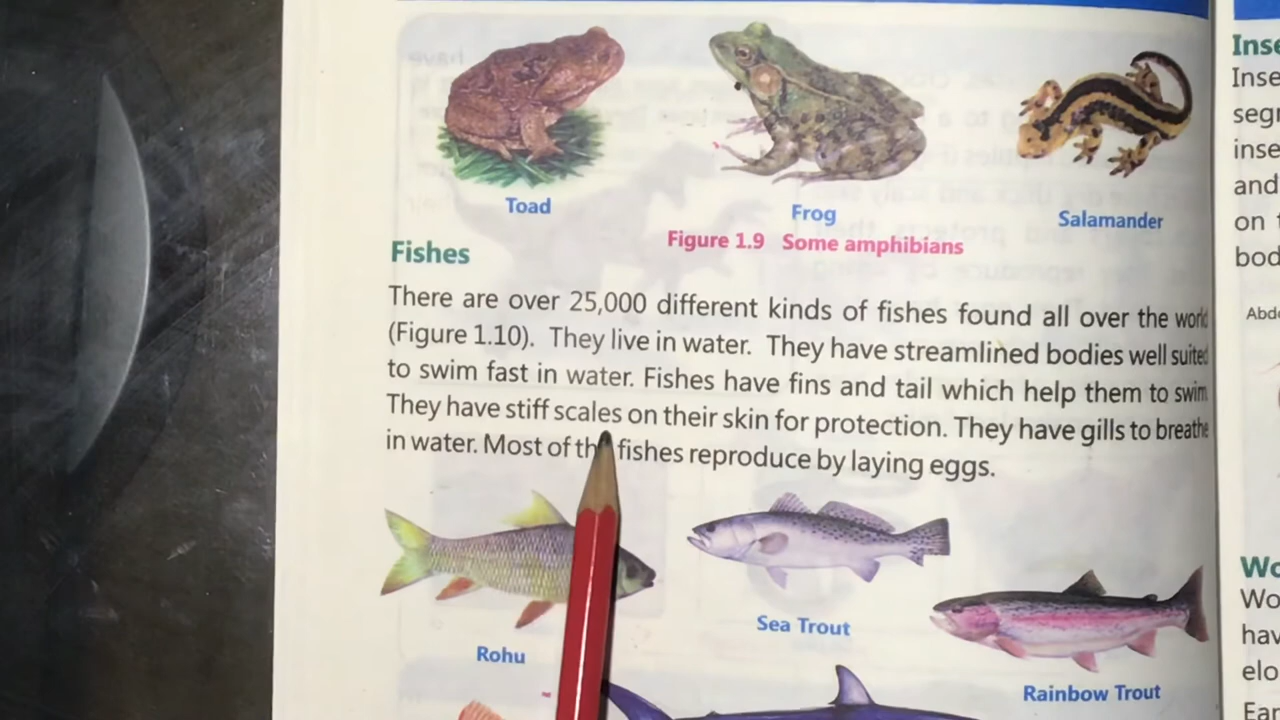 Toad
Frog
Salamander
Figure 1.9 Some amphibians
Fishes
There are over 25,000 different kinds of fishes found all over the world
(Figure 1.10). They live in water. They have streamlined bodies well suited
to swim fast in water. Fishes have fins and tail which help them to swim
They have stiff scales on their skin for protection. They have gills to breathe
in water. Most of the fishes reproduce by laying eggs.
Rohu
Sea Trout
Rainbow Trout
Inse
Inse
segr
inse
and
on
bod
Abd
Wo
Wo
hav
elo
Ear